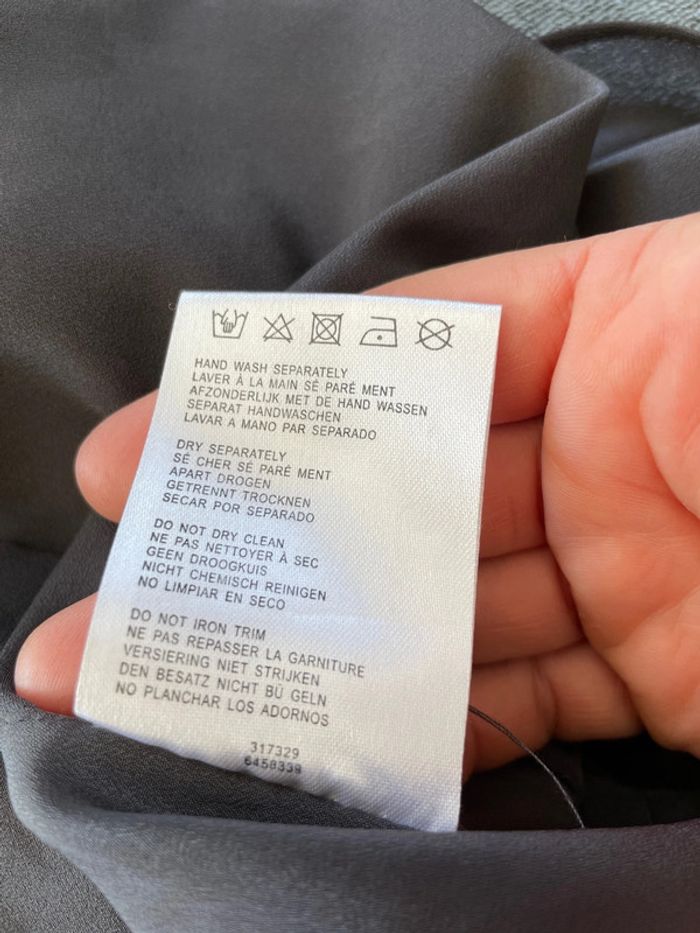 HAND WASH SEPARATELY
LAVER À LA MAIN SÉ PARÉ MENT
AFZONDERLIJK MET DE HAND WASSEN
SEPARAT HANDWASCHEN
LAVAR A MANO PAR SEPARADO
DRY SEPARATELY
SÉ CHER SÉ PARÉ MENT
APART DROGEN
GETRENNT TROCKNEN
SECAR POR SEPARADO
DO NOT DRY CLEAN
NE PAS NETTOYER À SEC
GEEN DROOGKUIS
NICHT CHEMISCH REINIGEN
NO LIMPIAR EN SECO
DO NOT IRON TRIM
NE PAS REPASSER LA GARNITURE
VERSIERING NIET STRIJKEN
DEN BESATZ NICHT BÜ GELN
NO PLANCHAR LOS ADORNOS
317329
6458339